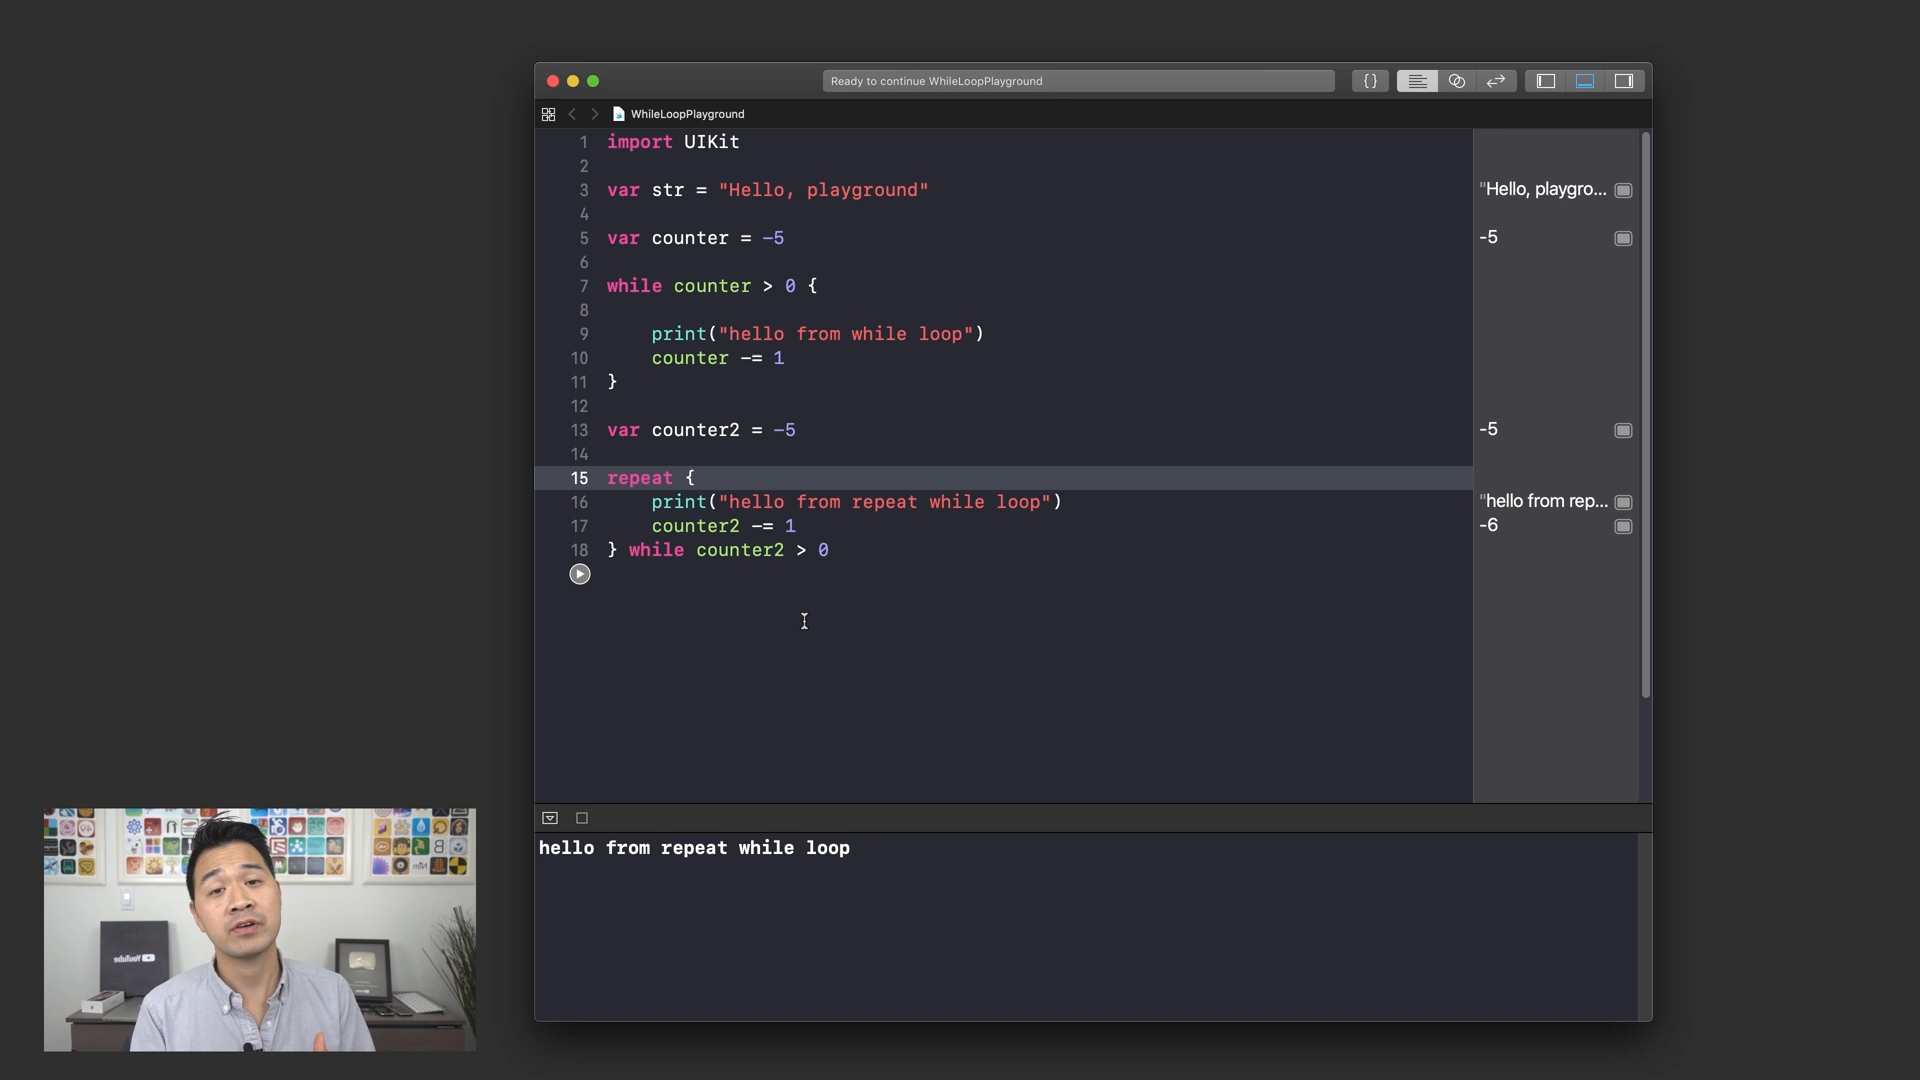 Ready to continue WhileLoopPlayground
{ }
WhileLoopPlayground
1 import UIKit
2
3 var str = "Hello, playground"
"Hello, playgro...
4
5 var counter = -5
-5
6
7 while counter > 0 {
8
9 print("hello from while loop")
10 counter -= 1
11 }
12
13 var counter2 = -5
-5
14
15 repeat {
16 print("hello from repeat while loop")
"hello from rep...
17 counter2 -= 1
-6
18 } while counter2 > 0
hello from repeat while loop
YouTube